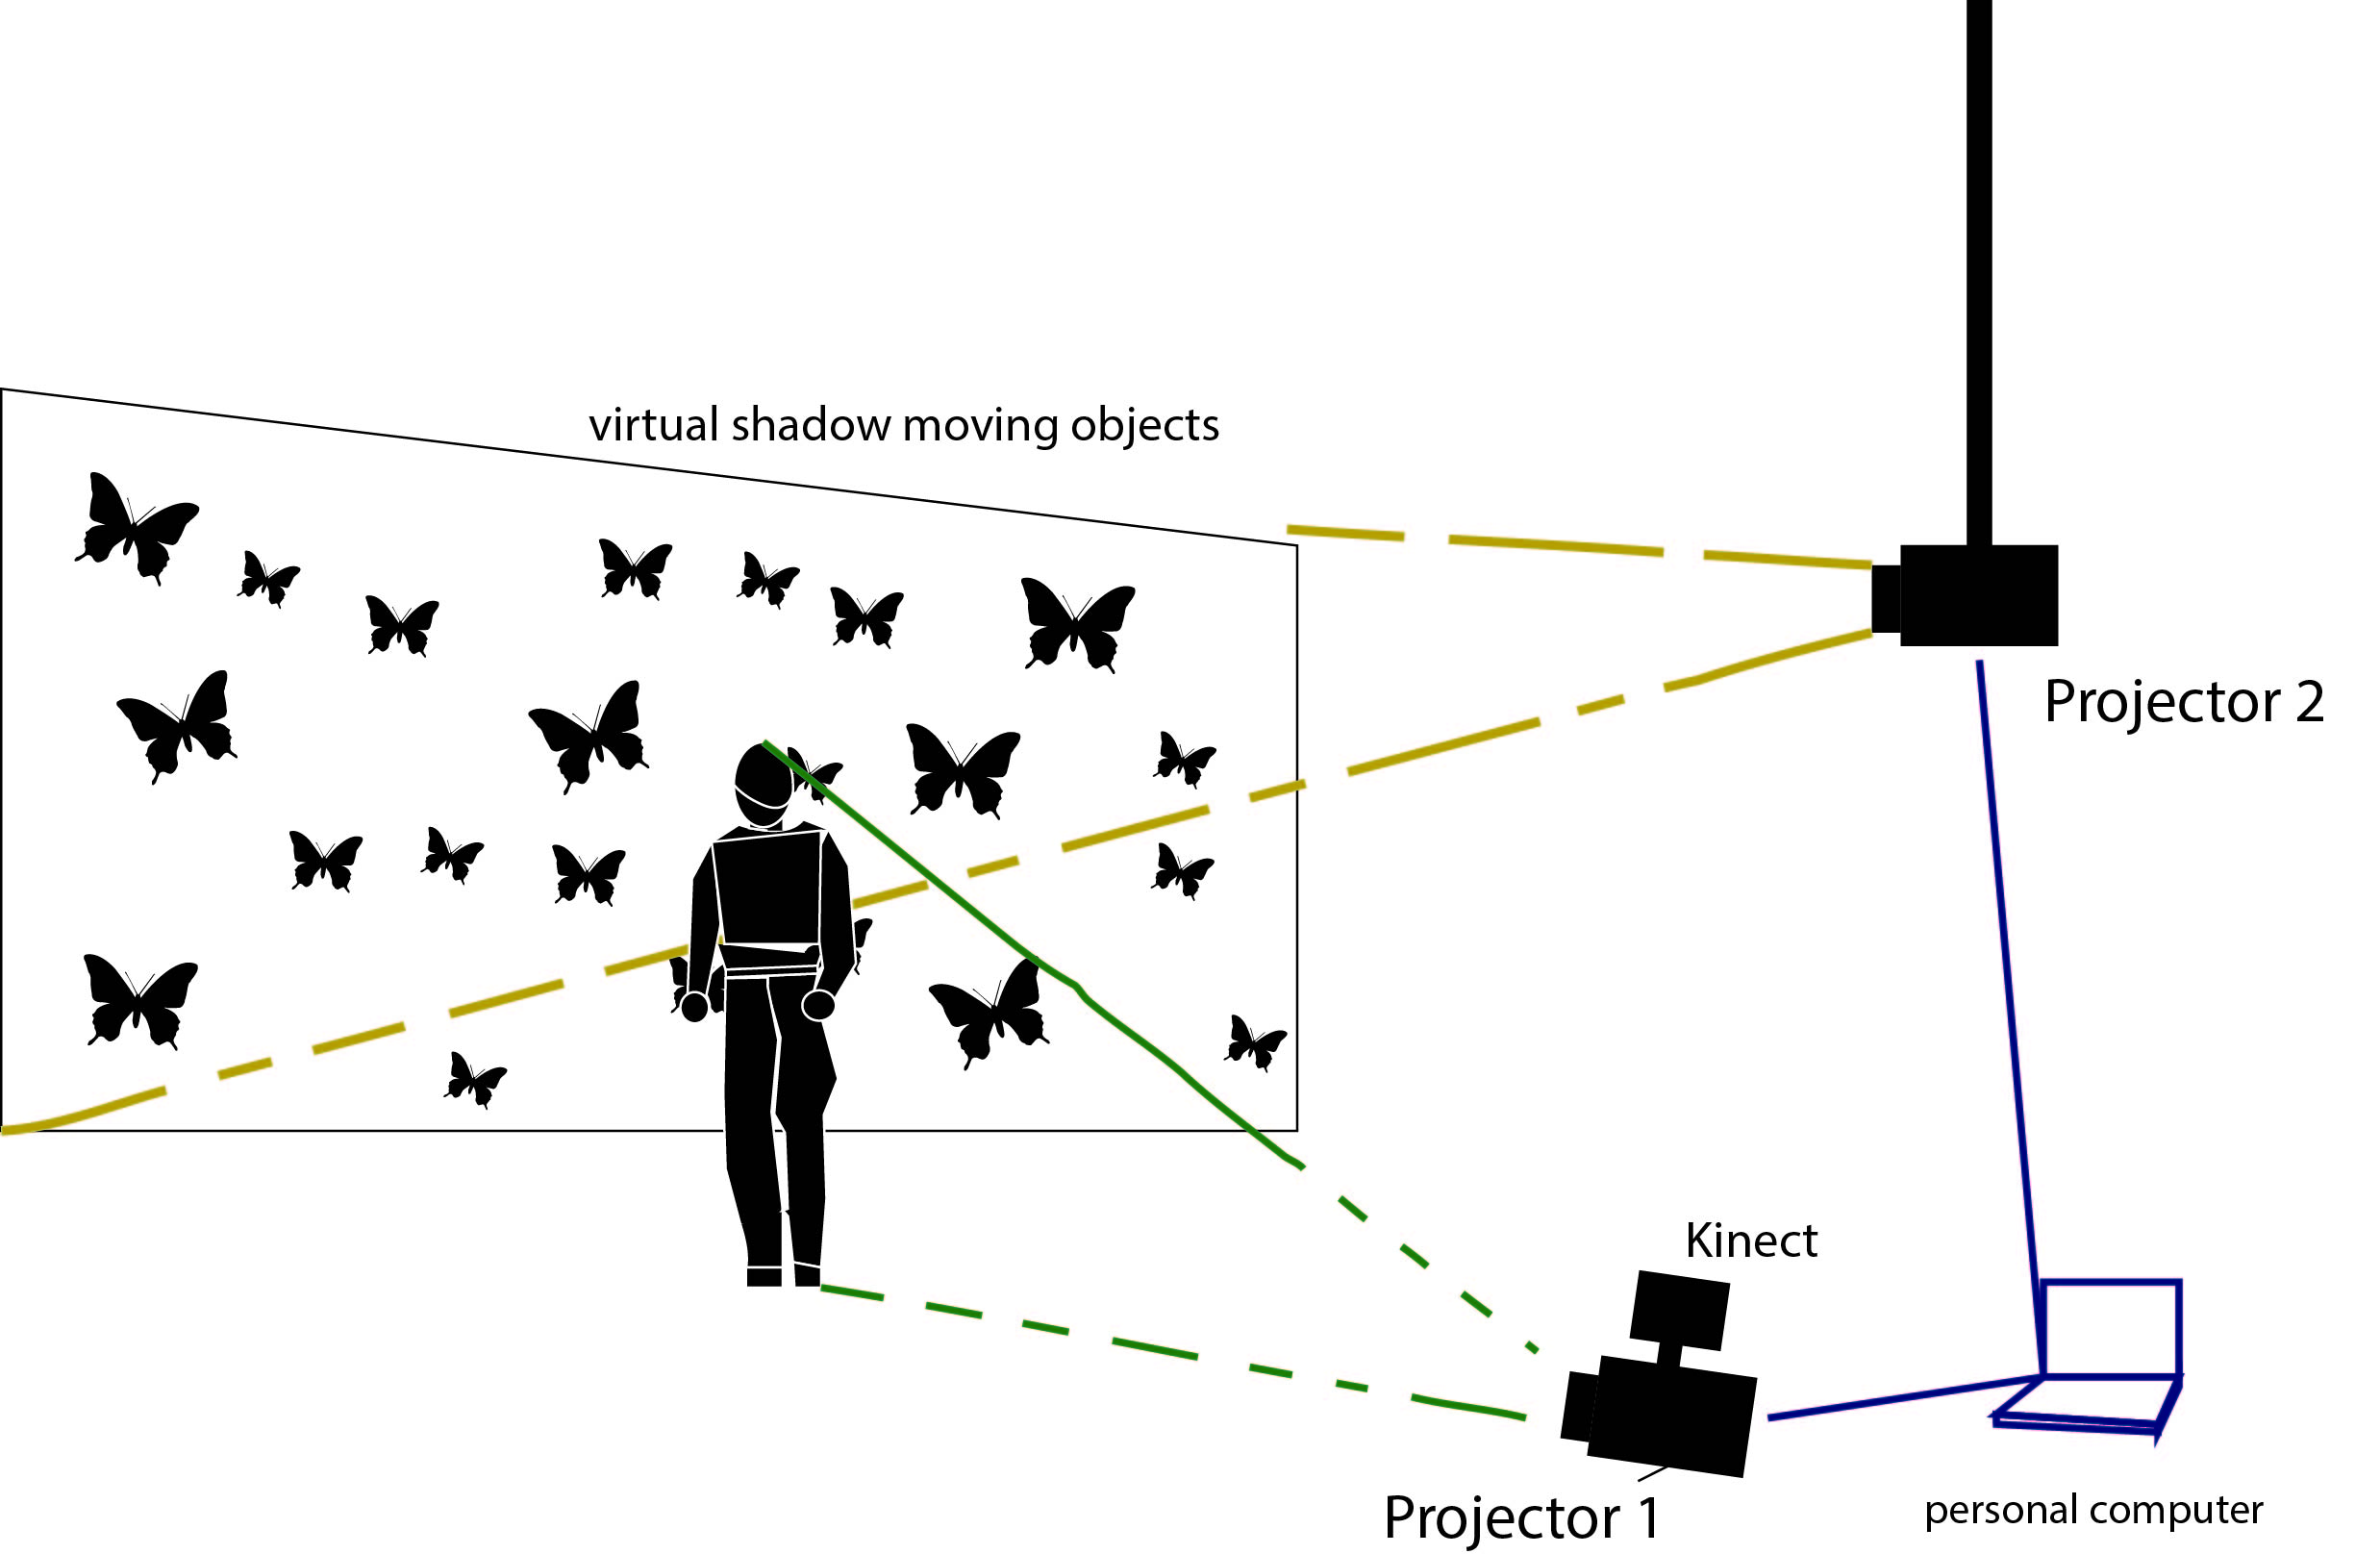 virtual shadow moving objects
Projector 2
Kinect
Projector 1
personal computer